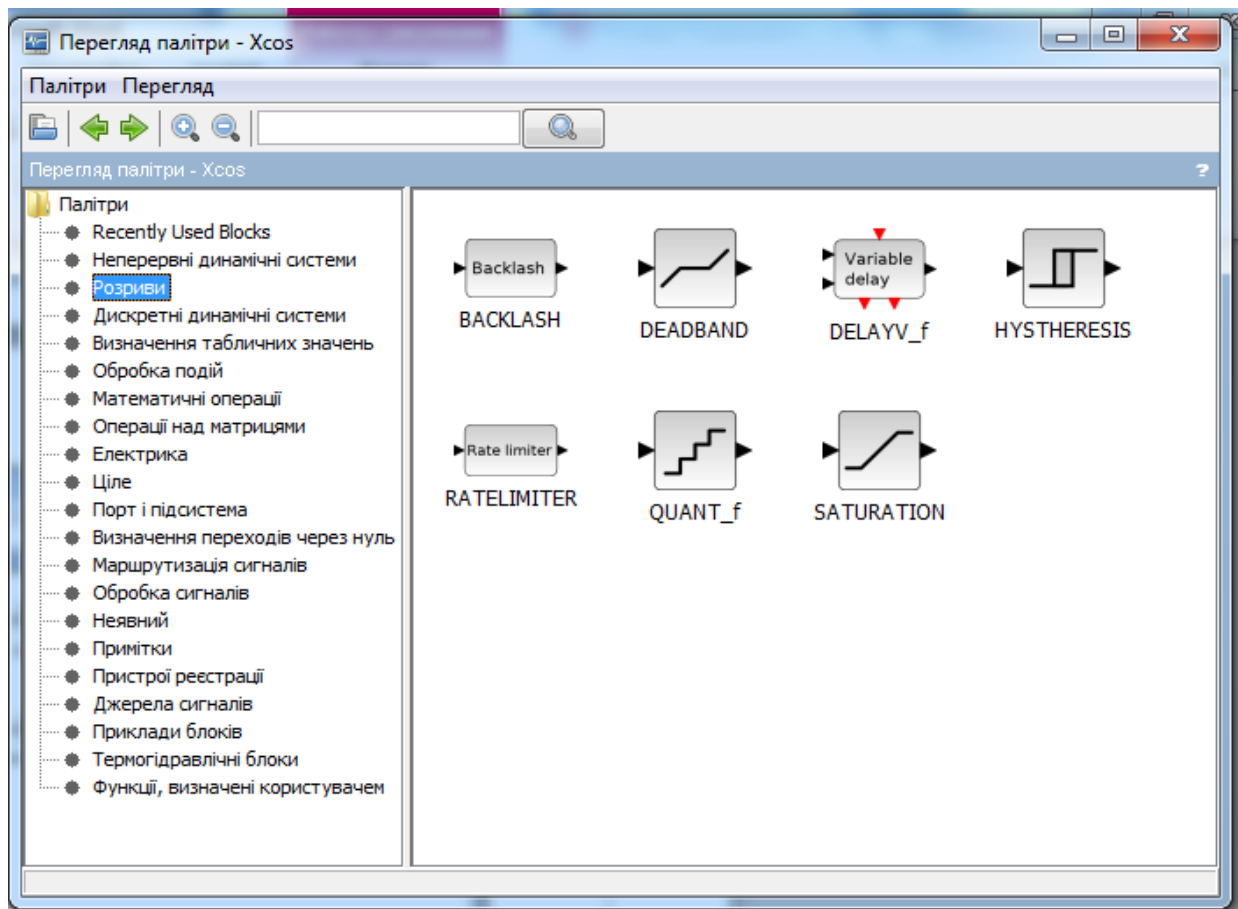 Перегляд палітри - Xcos
Палітри Перегляд
Перегляд палітри - Xcos ?
Палітри
Recently Used Blocks
Неперервні динамічні системи
Розриви
Дискретні динамічні системи
Визначення табличних значень
Обробка подій
Математичні операції
Операції над матрицями
Електрика
Ціле
Порт і підсистема
Визначення переходів через нуль
Маршрутизація сигналів
Обробка сигналів
Неявний
Примітки
Пристрої реєстрації
Джерела сигналів
Приклади блоків
Термогідравлічні блоки
Функції, визначені користувачем
Backlash
BACKLASH
DEADBAND
Variable
delay
DELAYV_f
HYSTHERESIS
Rate limiter
RATELIMITER
QUANT_f
SATURATION